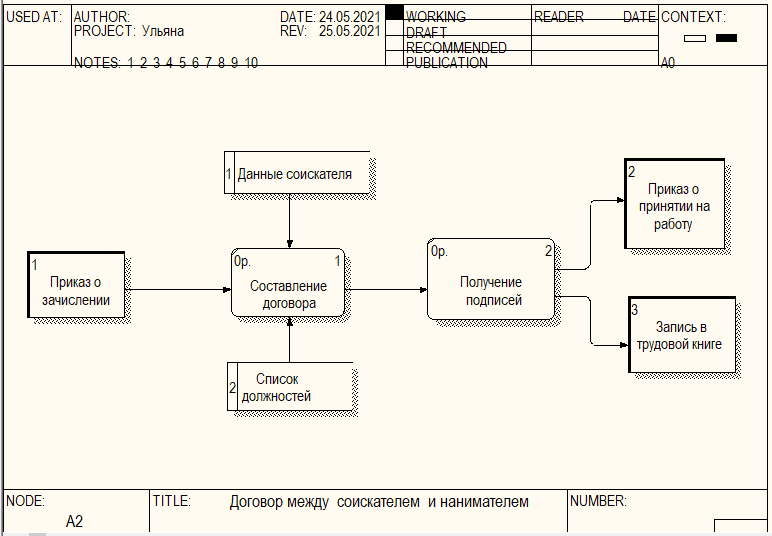 USED AT:
AUTHOR:
DATE: 24.05.2021
PROJECT: Ульяна
REV: 25.05.2021
NOTES: 1 2 3 4 5 6 7 8 9 10
WORKING
DRAFT
RECOMMENDED
PUBLICATION
READER
DATE
CONTEXT:
A0
1
Данные соискателя
1
Приказ о
зачислении
0р.
1
Составление
договора
0р.
2
Получение
подписей
2
Приказ о
принятии на
работу
3
Запись в
трудовой книге
2
Список
должностей
NODE:
A2
TITLE:
Договор между соискателем и нанимателем
NUMBER: